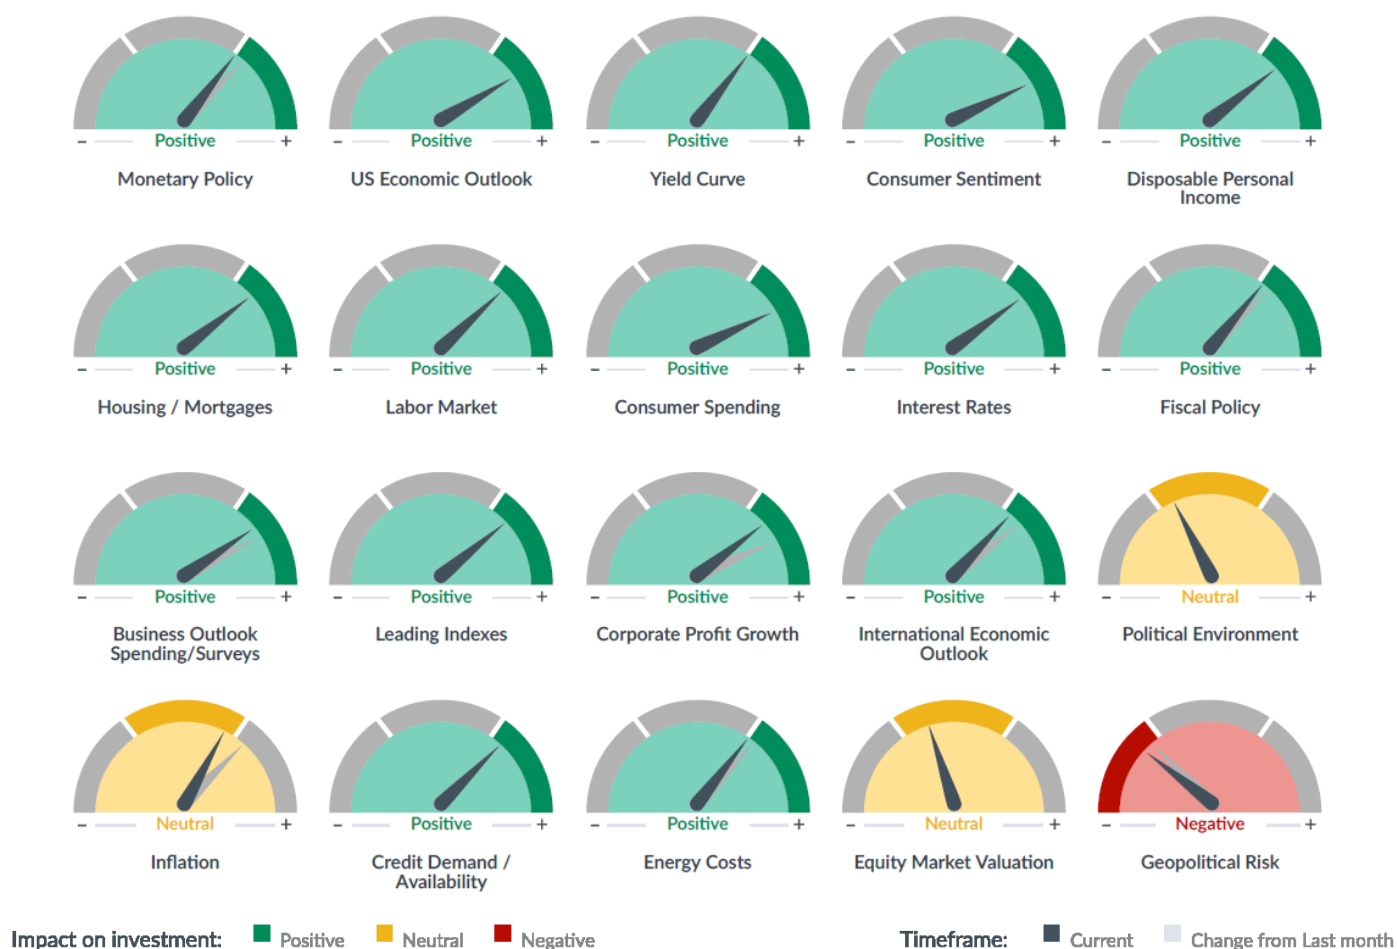 - Positive +
- Positive +
- Positive +
- Positive +
- Positive +
Monetary Policy
US Economic Outlook
Yield Curve
Consumer Sentiment
Disposable Personal
Income
- Positive +
- Positive +
- Positive +
- Positive +
- Positive +
Housing / Mortgages
Labor Market
Consumer Spending
Interest Rates
Fiscal Policy
- Positive +
- Positive +
- Positive +
- Positive +
- Neutral +
Business Outlook
Spending/Surveys
Leading Indexes
Corporate Profit Growth
International Economic
Outlook
Political Environment
- Neutral +
- Positive +
- Positive +
- Neutral +
- Negative +
Inflation
Credit Demand /
Availability
Energy Costs
Equity Market Valuation
Geopolitical Risk
Impact on investment: Positive Neutral Negative
Timeframe: Current Change from Last month